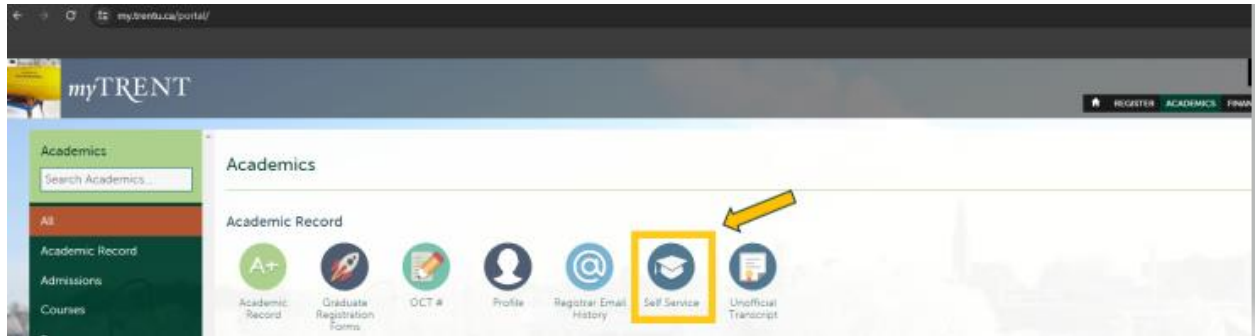 my.trentu.ca/portal/
myTRENT
REGISTER ACADEMICS
Academics
Search Academics...
All
Academic Record
Admissions
Courses
Academics
Academic Record
A+
Academic Record
Graduate Registration Forms
OCT #
Profile
@
Registrar Email History
Self Service
Unofficial Transcript